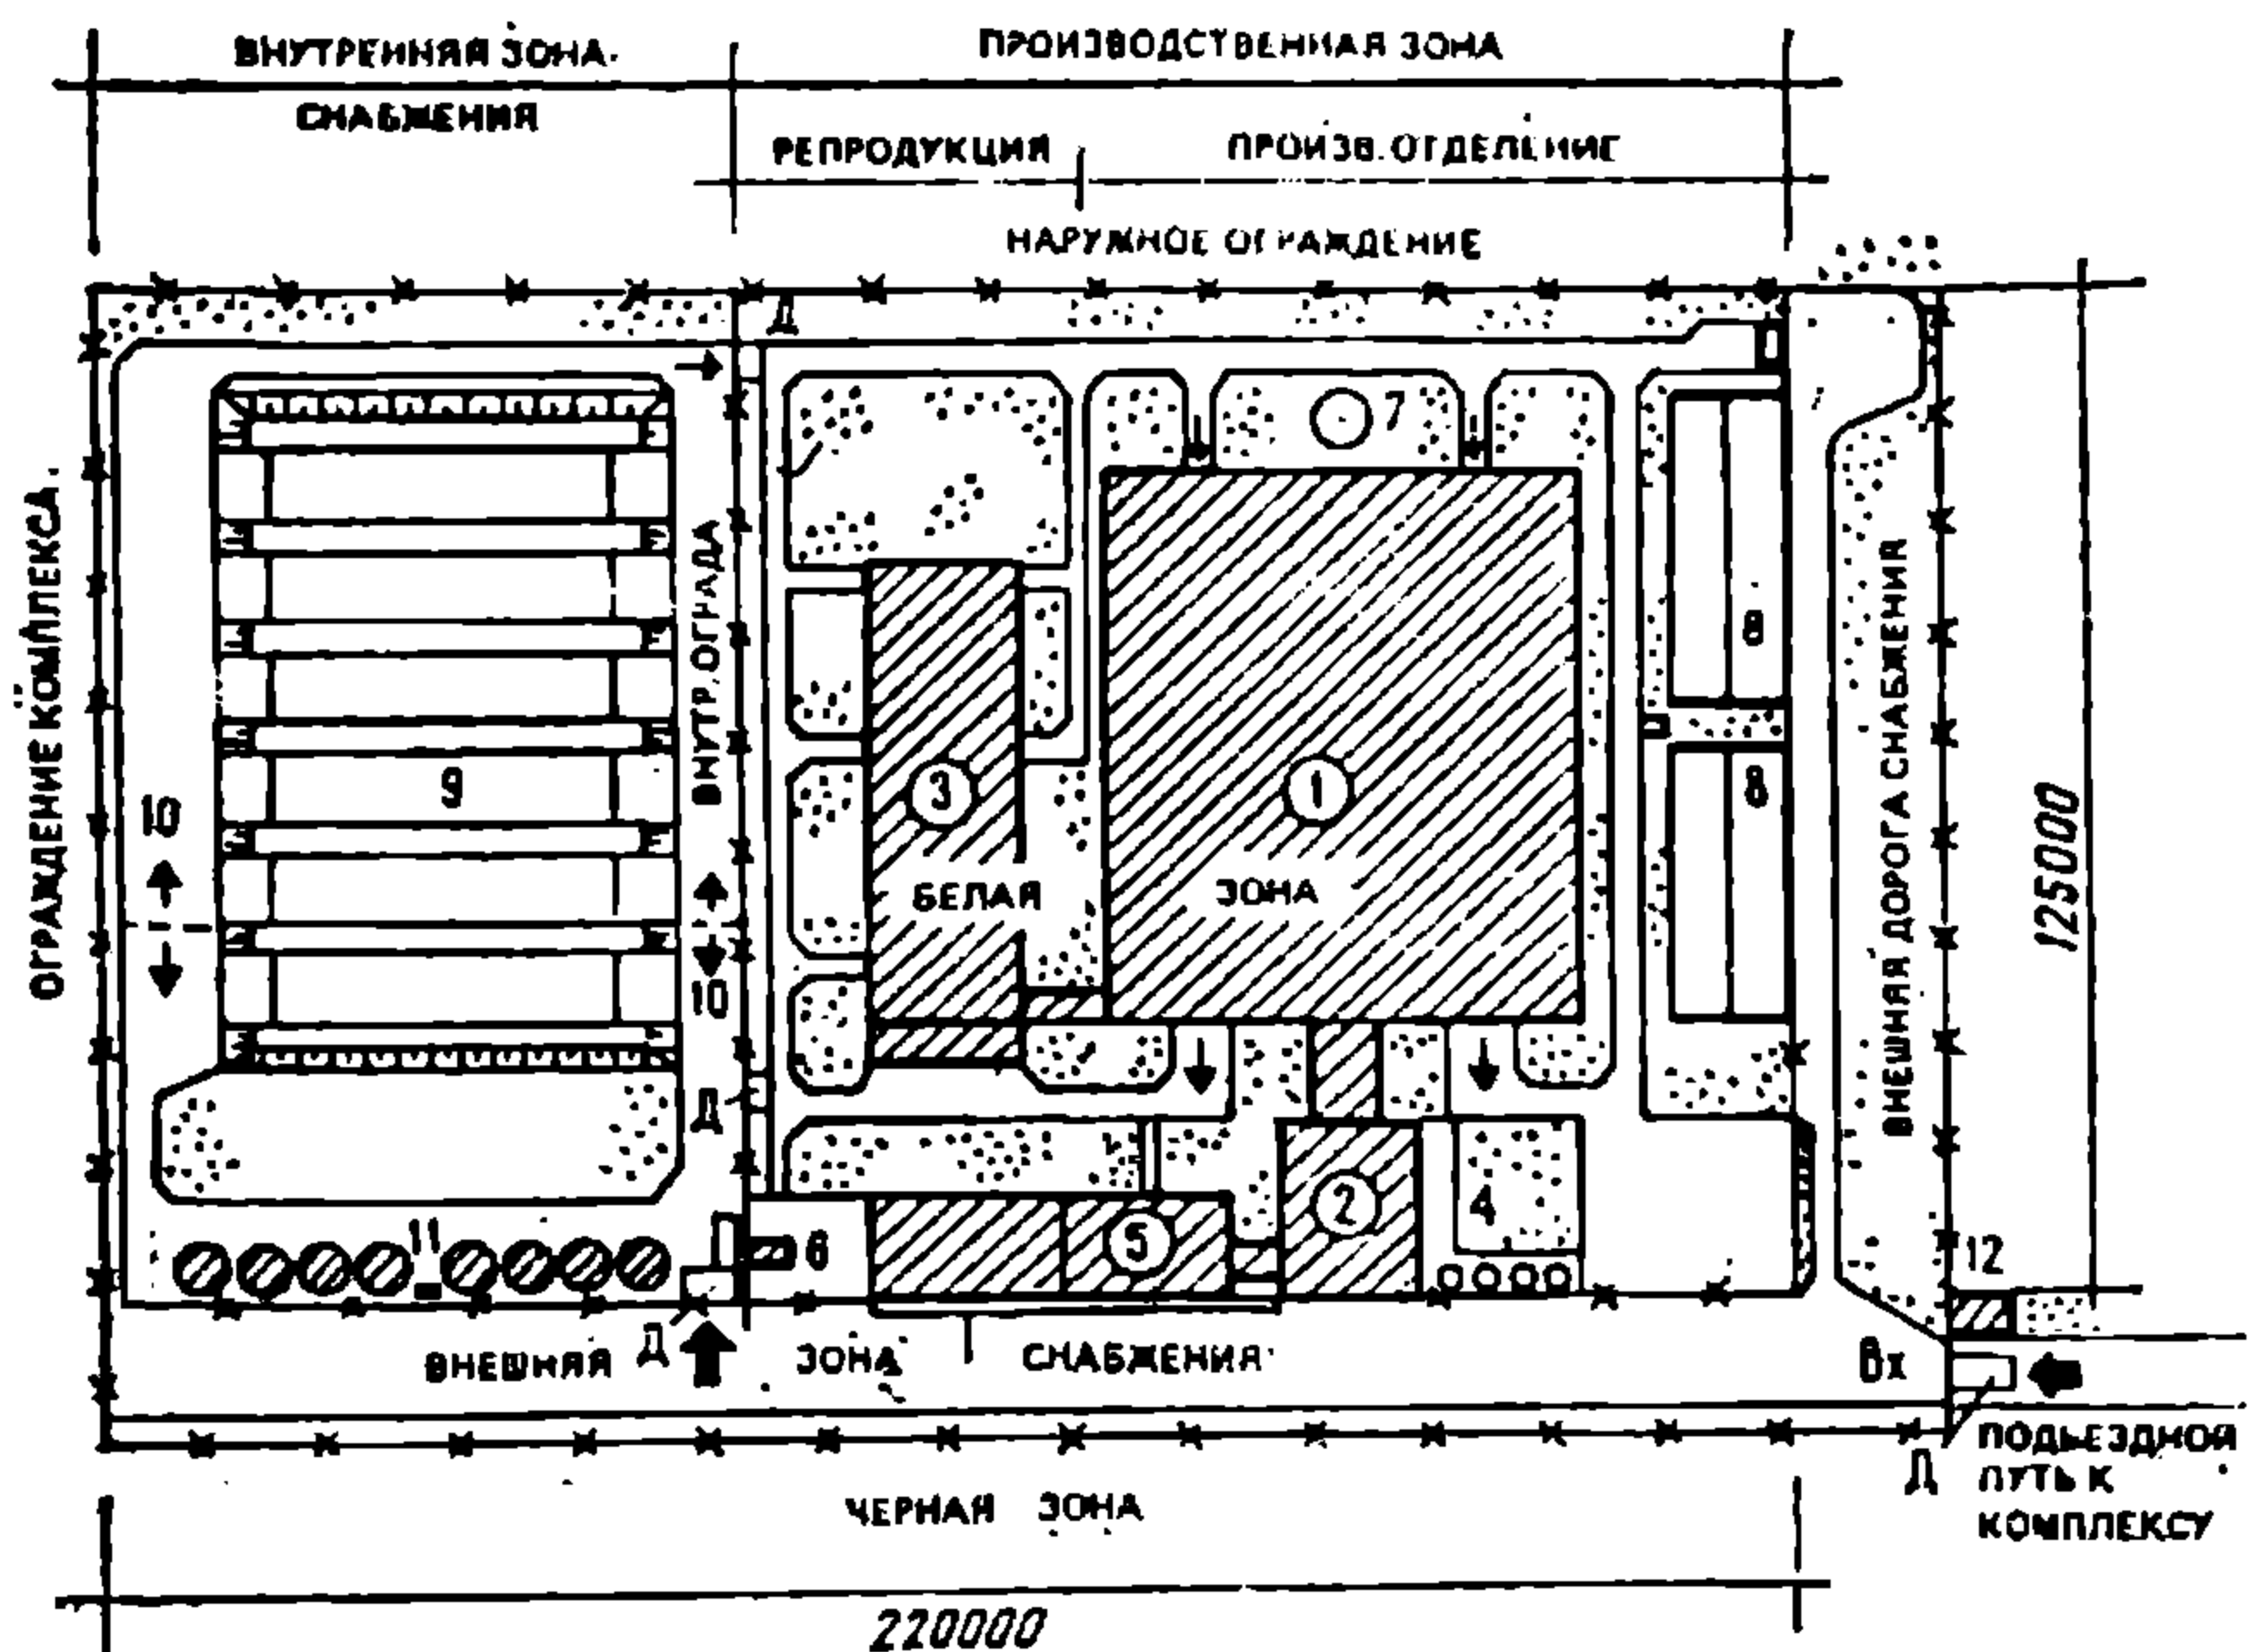 ВНУТРЕННЯЯ ЗОНА
СНАБЖЕНИЯ
ПРОИЗВОДСТВЕННАЯ ЗОНА
РЕПРОДУКЦИЯ
ПРОИЗВ. ОТДЕЛЕНИЕ
НАРУЖНОЕ ОГРАЖДЕНИЕ
Д
7
ОГРАЖДЕНИЕ КОМПЛЕКСА
ВНУТР. ОГРАДА
8
ВНЕШНЯЯ ДОРОГА СНАБЖЕНИЯ
9
3
1
8
10
125000
БЕЛАЯ ЗОНА
10
Д
2
4
11
6
5
12
ВНЕШНЯЯ Д ЗОНА СНАБЖЕНИЯ
Вх
ПОДЬЕЗДНОЙ
ПУТЬ К
КОМПЛЕКСУ
Д
ЧЕРНАЯ ЗОНА
220000